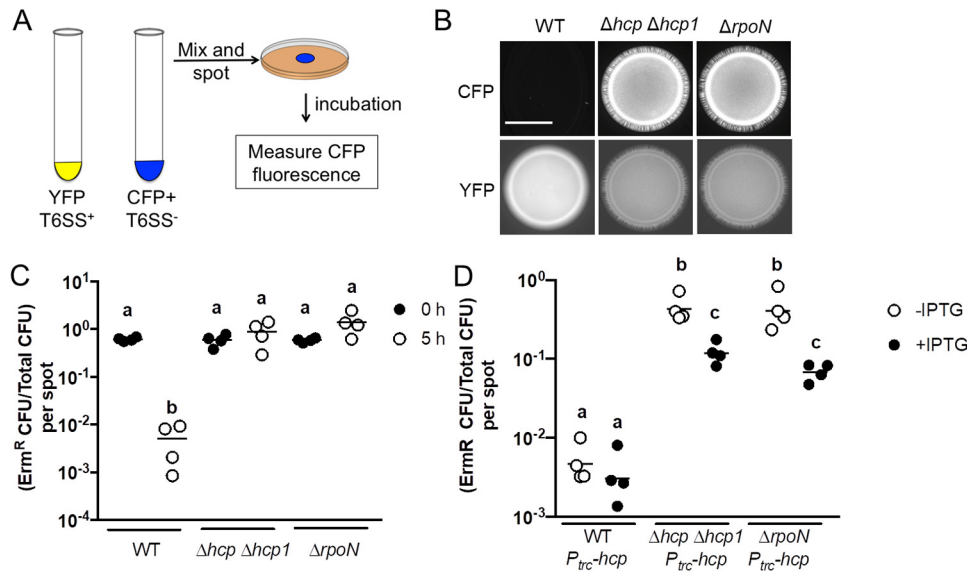 A
Mix and
spot
incubation
Measure CFP
fluorescence
YFP
T6SS⁺
CFP+
T6SS⁻
B
WT
Δhcp Δhcp1
ΔrpoN
CFP
YFP
C
(Ermᴿ CFU/Total CFU)
per spot
10²
10¹
10⁰
10⁻¹
10⁻²
10⁻³
10⁻⁴
a
b
a
a
a
a
0 h
5 h
WT
Δhcp Δhcp1
ΔrpoN
D
(ErmR CFU/Total CFU)
per spot
10⁰
10⁻¹
10⁻²
10⁻³
a
a
b
c
b
c
-IPTG
+IPTG
WT
Ptrc-hcp
Δhcp Δhcp1
Ptrc-hcp
ΔrpoN
Ptrc-hcp